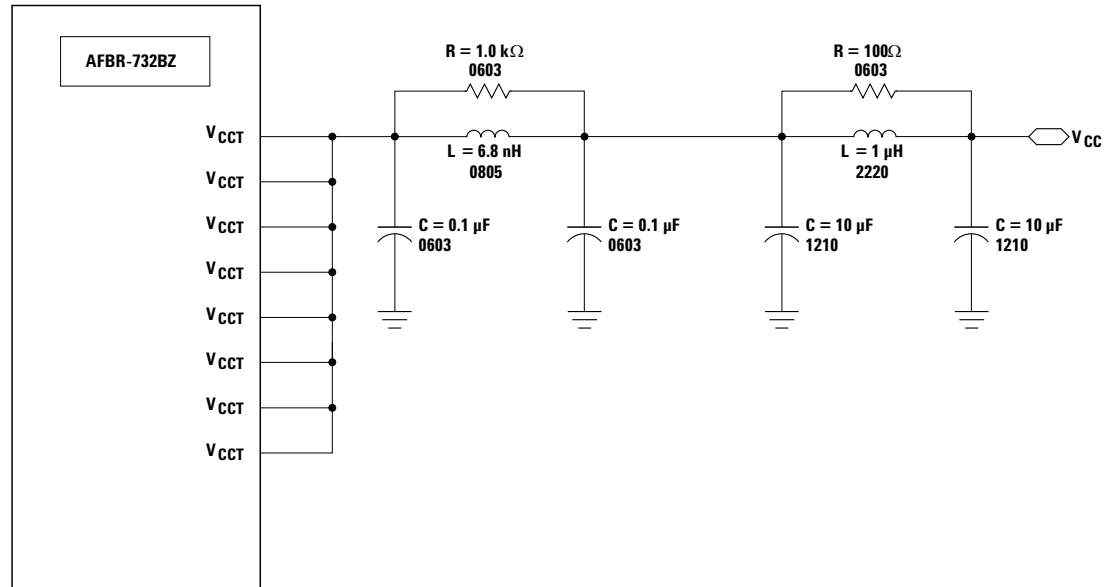 AFBR-732BZ
R = 1.0 kΩ
0603
R = 100Ω
0603
VCCT
VCC
L = 6.8 nH
0805
L = 1 µH
2220
VCCT
VCCT
C = 0.1 µF
0603
C = 0.1 µF
0603
C = 10 µF
1210
C = 10 µF
1210
VCCT
VCCT
VCCT
VCCT
VCCT